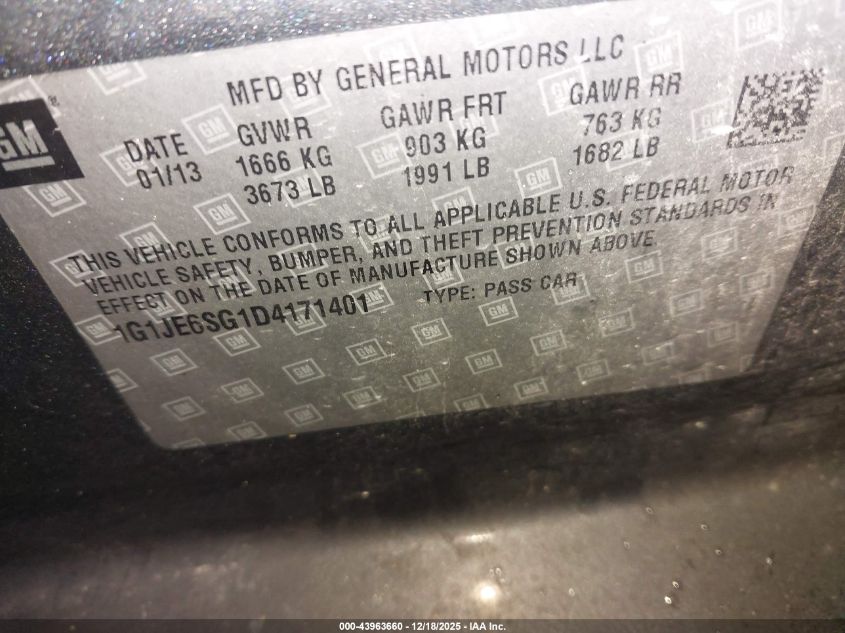 MFD BY GENERAL MOTORS LLC
GM
DATE GVWR GAWR FRT GAWR RR
01/13 1666 KG 903 KG 763 KG
3673 LB 1991 LB 1682 LB
THIS VEHICLE CONFORMS TO ALL APPLICABLE U.S. FEDERAL MOTOR
VEHICLE SAFETY, BUMPER, AND THEFT PREVENTION STANDARDS IN
EFFECT ON THE DATE OF MANUFACTURE SHOWN ABOVE.
1G1JE6SG1D4171401 TYPE: PASS CAR
000-43963660 - 12/18/2025 - IAA Inc.